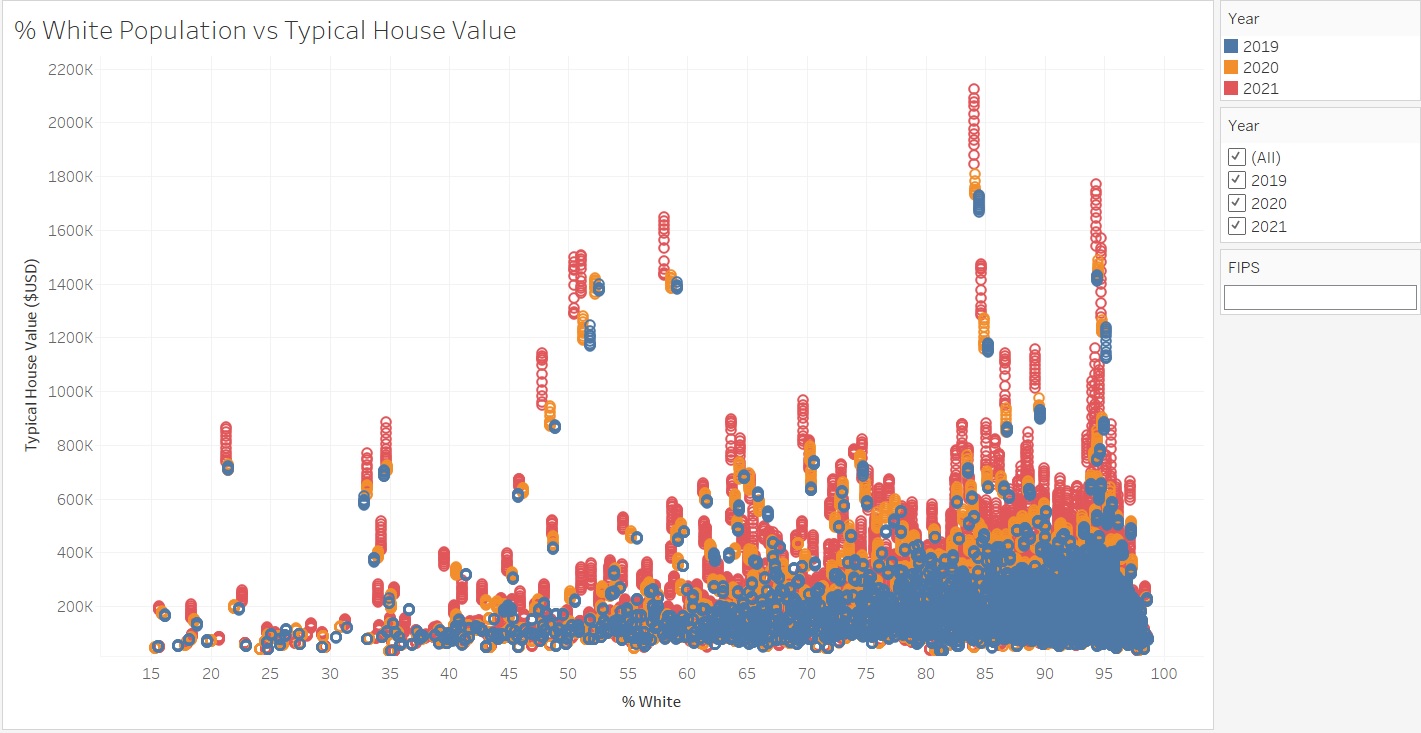 % White Population vs Typical House Value
Typical House Value ($USD)
2200K
2000K
1800K
1600K
1400K
1200K
1000K
800K
600K
400K
200K
15 20 25 30 35 40 45 50 55 60 65 70 75 80 85 90 95 100
% White
Year
2019
2020
2021
Year
(All)
2019
2020
2021
FIPS